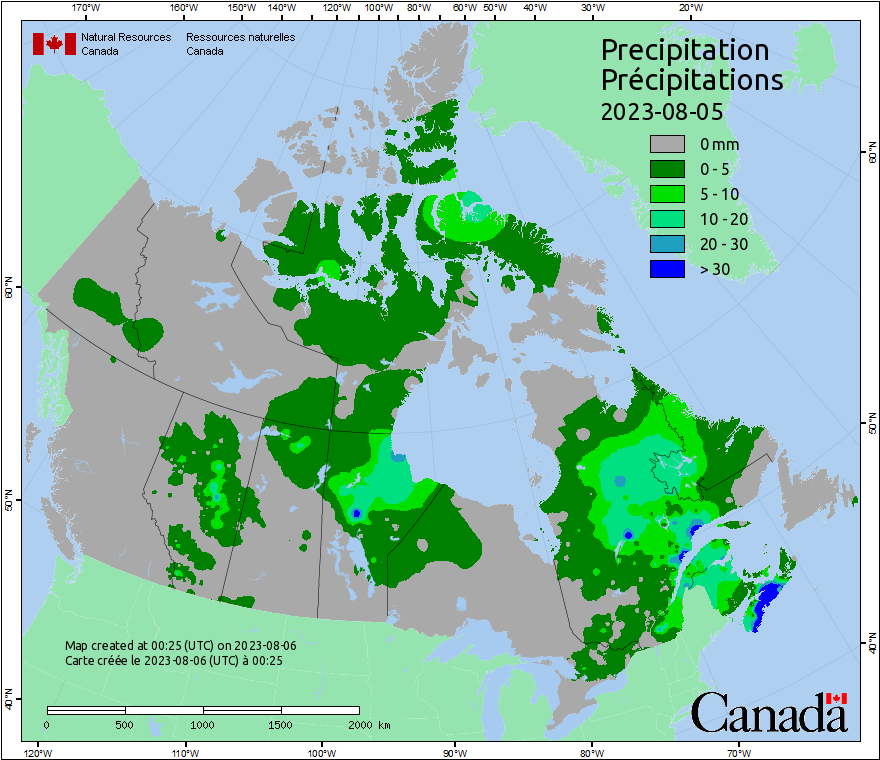 170°W 160°W 150°W 140°W 130°W 120°W 110°W 100°W 90°W 80°W 60°W 50°W 40°W 30°W 20°W
Natural Resources Canada
Ressources naturelles Canada
Precipitation
Précipitations
2023-08-05
0 mm
0 - 5
5 - 10
10 - 20
20 - 30
> 30
60°N
60°N
50°N
50°N
40°N
40°N
Map created at 00:25 (UTC) on 2023-08-06
Carte créée le 2023-08-06 (UTC) à 00:25
0 500 1000 1500 2000 km
Canada
120°W 110°W 100°W 90°W 80°W 70°W